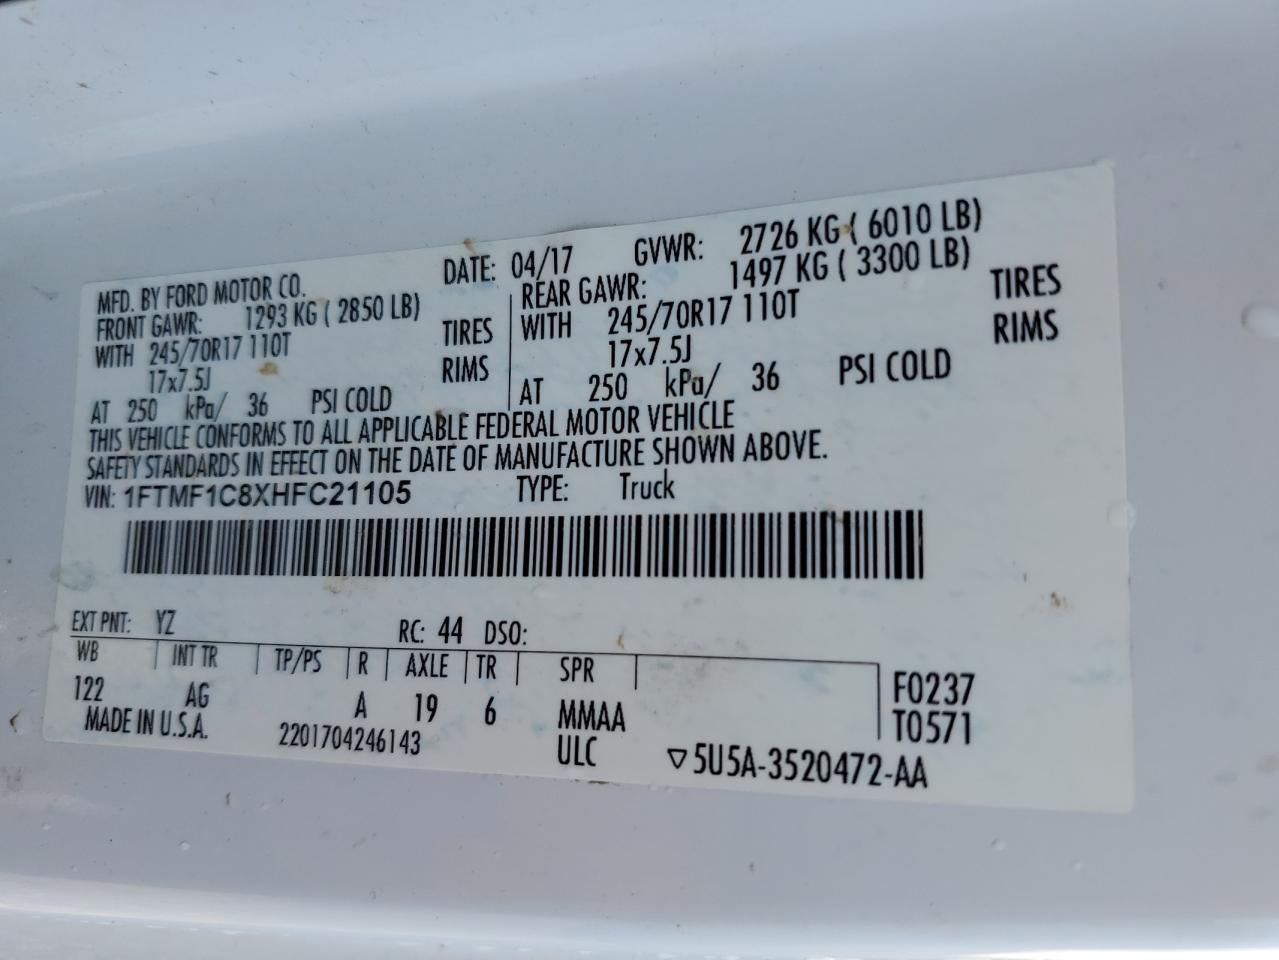 MFD. BY FORD MOTOR CO.
DATE: 04/17 GVWR: 2726 KG ( 6010 LB)
FRONT GAWR: 1293 KG ( 2850 LB)
REAR GAWR: 1497 KG ( 3300 LB)
WITH 245/70R17 110T TIRES
WITH 245/70R17 110T TIRES
17x7.5J RIMS
17x7.5J RIMS
AT 250 kPa/ 36 PSI COLD
AT 250 kPa/ 36 PSI COLD
THIS VEHICLE CONFORMS TO ALL APPLICABLE FEDERAL MOTOR VEHICLE
SAFETY STANDARDS IN EFFECT ON THE DATE OF MANUFACTURE SHOWN ABOVE.
VIN: 1FTMF1C8XHFC21105 TYPE: Truck
EXT PNT: YZ RC: 44 DSO:
WB INT TR TP/PS R AXLE TR SPR
122 AG A 19 6 MMAA
F0237
T0571
MADE IN U.S.A. 2201704246143 ULC ▽5U5A-3520472-AA